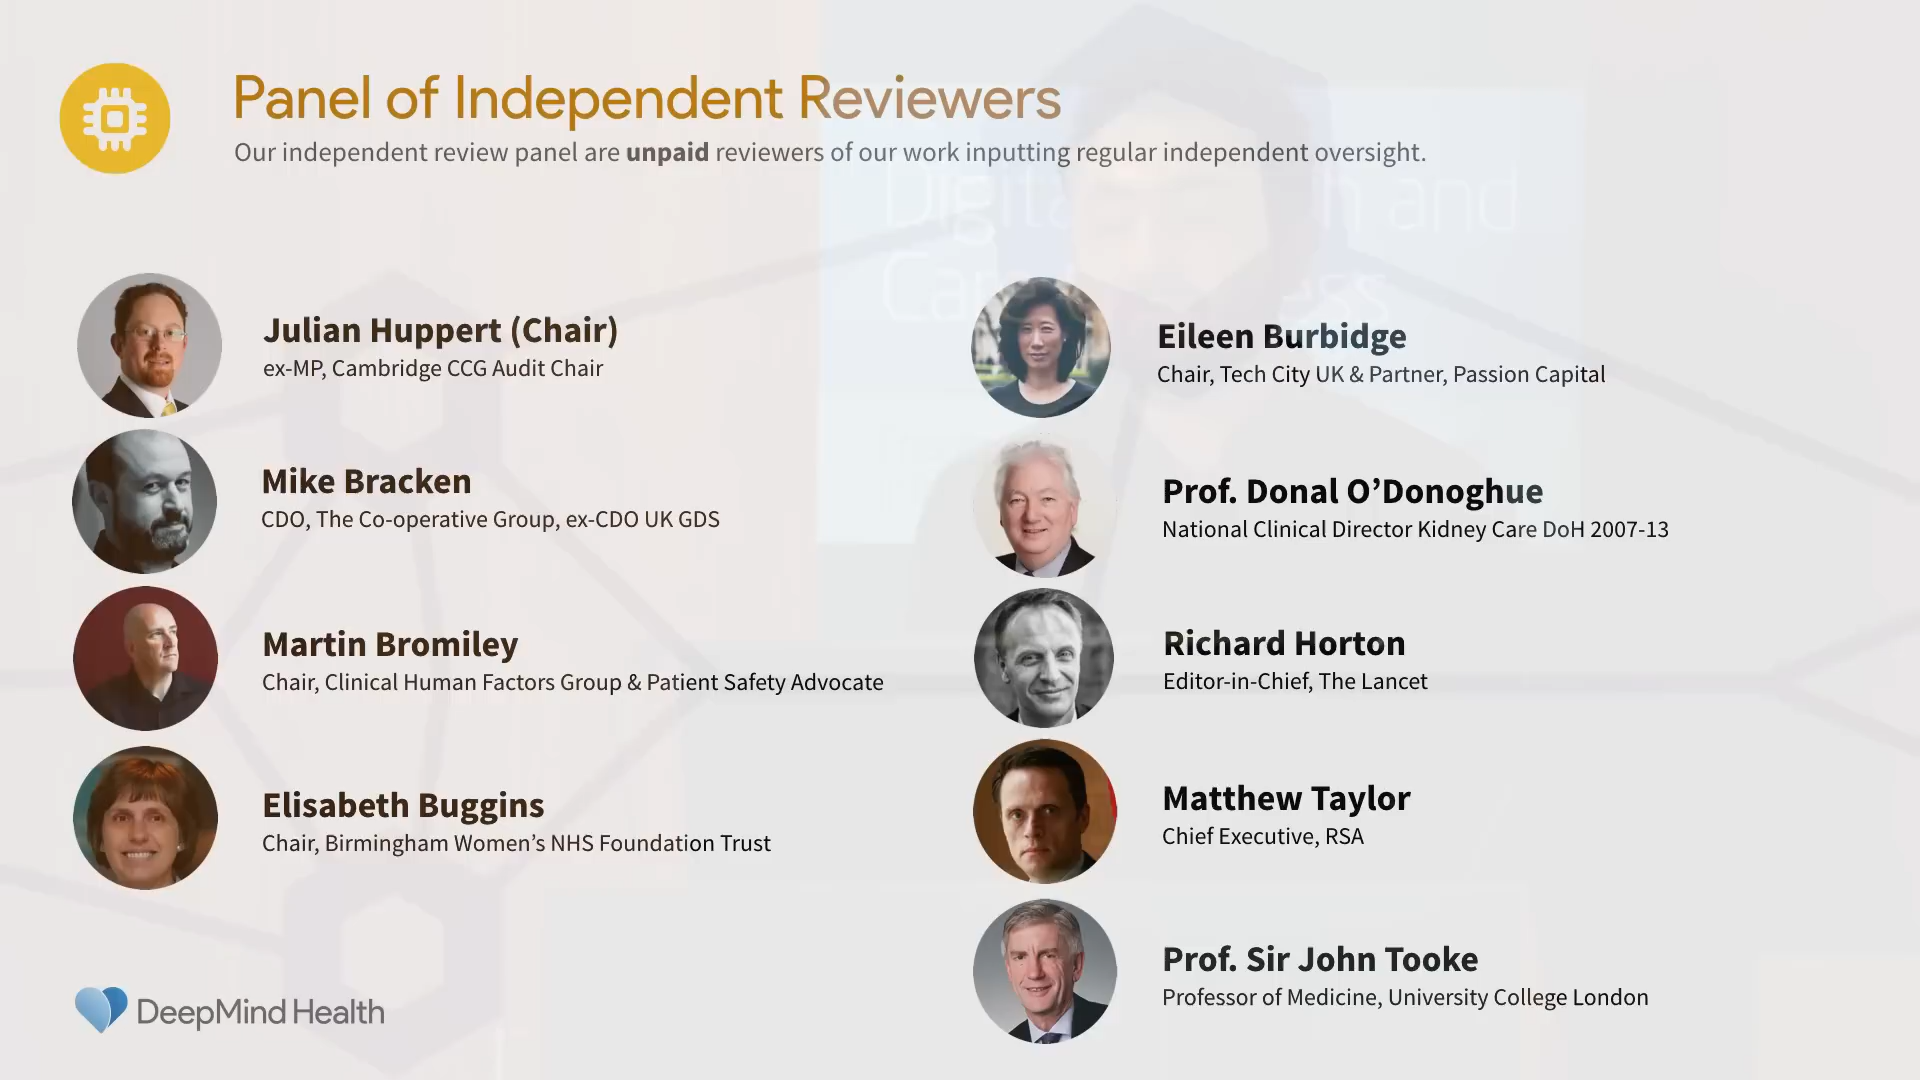 Panel of Independent Reviewers
Our independent review panel are unpaid reviewers of our work inputting regular independent oversight.
Julian Huppert (Chair)
ex-MP, Cambridge CCG Audit Chair
Mike Bracken
CDO, The Co-operative Group, ex-CDO UK GDS
Martin Bromiley
Chair, Clinical Human Factors Group & Patient Safety Advocate
Elisabeth Buggins
Chair, Birmingham Women’s NHS Foundation Trust
Eileen Burbidge
Chair, Tech City UK & Partner, Passion Capital
Prof. Donal O’Donoghue
National Clinical Director Kidney Care DoH 2007-13
Richard Horton
Editor-in-Chief, The Lancet
Matthew Taylor
Chief Executive, RSA
Prof. Sir John Tooke
Professor of Medicine, University College London
DeepMind Health